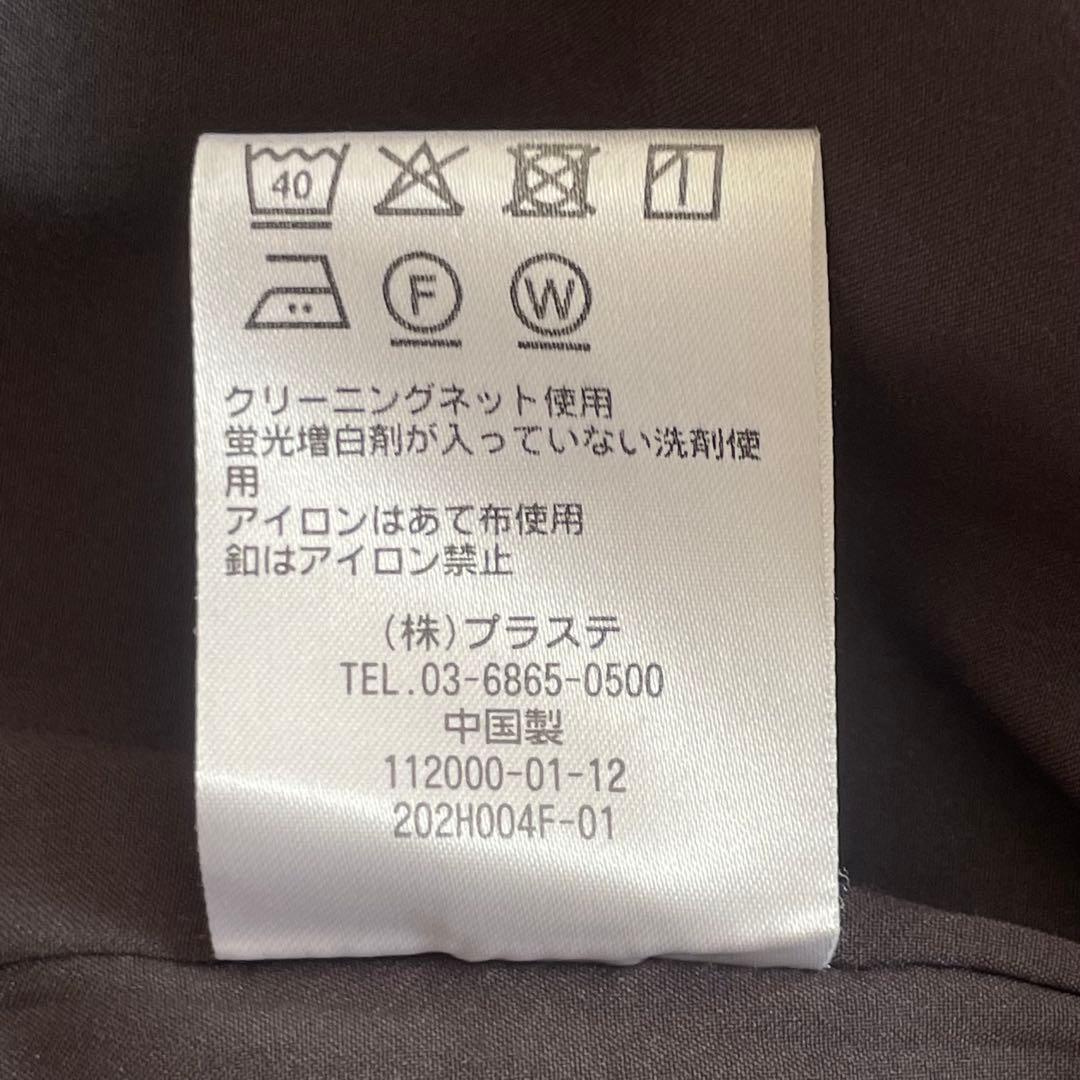 40
F W
クリーニングネット使用
蛍光増白剤が入っていない洗剤使
用
アイロンはあて布使用
釦はアイロン禁止
(株)プラステ
TEL.03-6865-0500
中国製
112000-01-12
202H004F-01